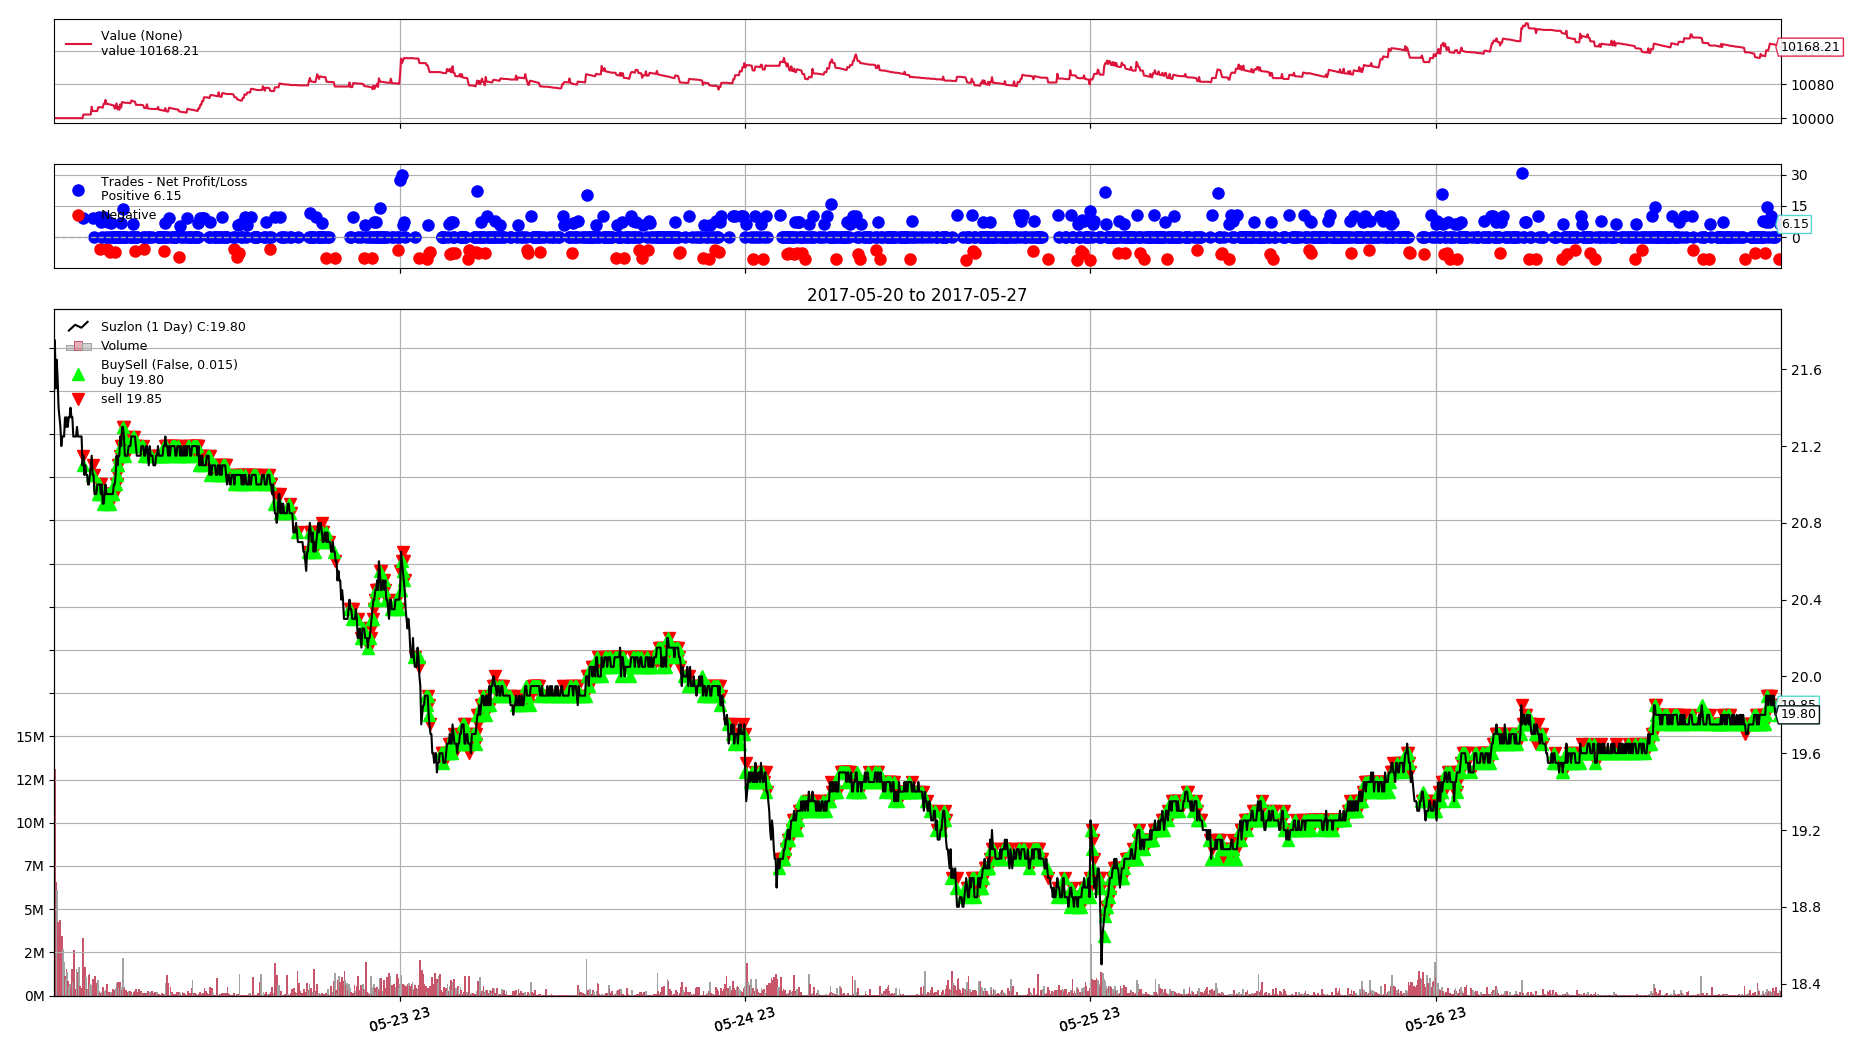 Value (None)
value 10168.21
10168.21
10080
10000
Trades - Net Profit/Loss
Positive 6.15
Negative
30
15
6.15
0
2017-05-20 to 2017-05-27
Suzlon (1 Day) C:19.80
Volume
BuySell (False, 0.015)
buy 19.80
sell 19.85
21.6
21.2
20.8
20.4
20.0
19.85
19.80
19.6
19.2
18.8
18.4
15M
12M
10M
7M
5M
2M
0M
05-23 23
05-24 23
05-25 23
05-26 23